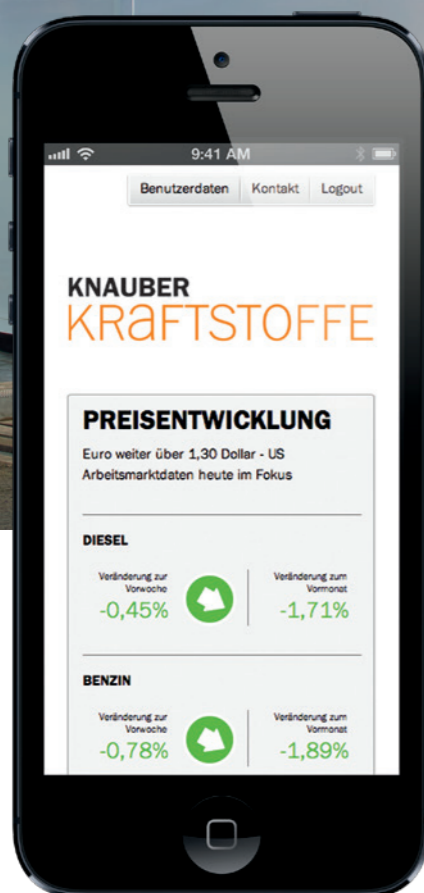 9:41 AM
Benutzerdaten Kontakt Logout
KNAUBER
KRAFTSTOFFE
PREISENTWICKLUNG
Euro weiter über 1,30 Dollar - US
Arbeitsmarktdaten heute im Fokus
DIESEL
Veränderung zur
Vorwoche
-0,45%
Veränderung zum
Vormonat
-1,71%
BENZIN
Veränderung zur
Vorwoche
-0,78%
Veränderung zum
Vormonat
-1,89%